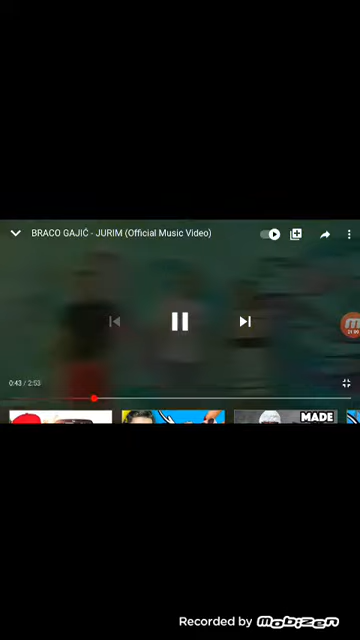 BRACO GAJIĆ - JURIM (Official Music Video)
0:43 / 2:53
MADE
Recorded by mobizen